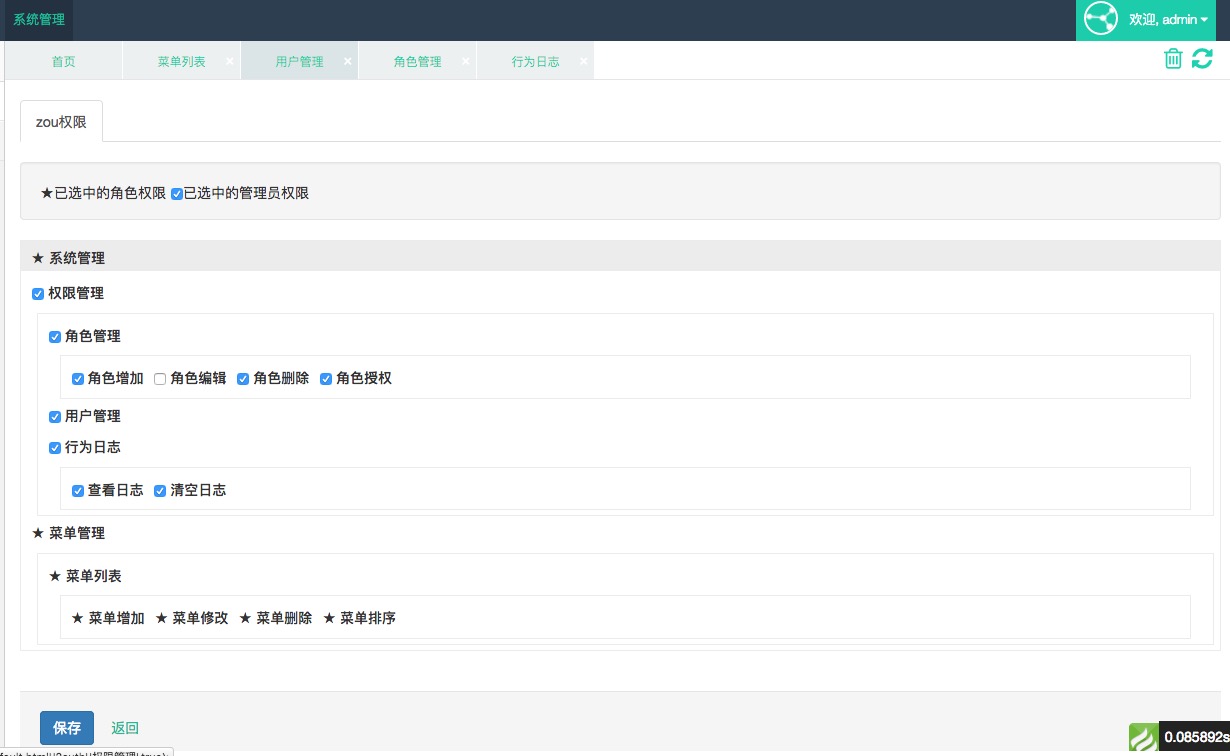 系统管理 欢迎, admin
首页 菜单列表 × 用户管理 × 角色管理 × 行为日志 ×
zou权限
★已选中的角色权限 已选中的管理员权限
★ 系统管理
权限管理
角色管理
角色增加 角色编辑 角色删除 角色授权
用户管理
行为日志
查看日志 清空日志
★ 菜单管理
★ 菜单列表
★ 菜单增加 ★ 菜单修改 ★ 菜单删除 ★ 菜单排序
保存 返回
0.085892